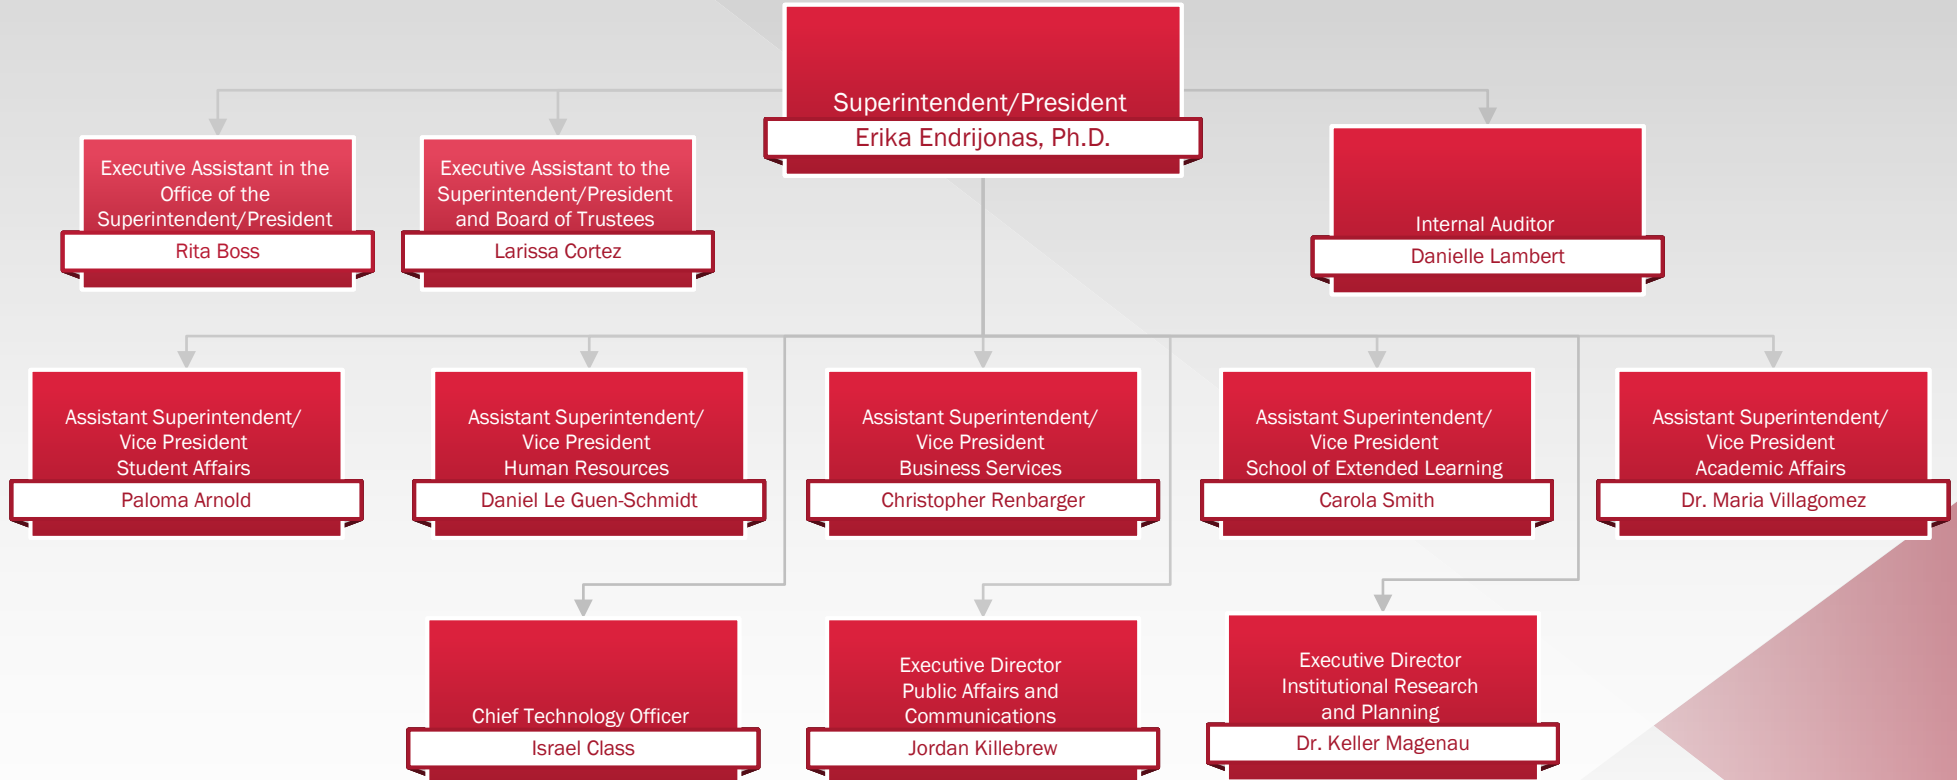 Superintendent/President
Erika Endrijonas, Ph.D.
Executive Assistant in the
Office of the
Superintendent/President
Rita Boss
Executive Assistant to the
Superintendent/President
and Board of Trustees
Larissa Cortez
Internal Auditor
Danielle Lambert
Assistant Superintendent/
Vice President
Student Affairs
Paloma Arnold
Assistant Superintendent/
Vice President
Human Resources
Daniel Le Guen-Schmidt
Assistant Superintendent/
Vice President
Business Services
Christopher Renbarger
Assistant Superintendent/
Vice President
School of Extended Learning
Carola Smith
Assistant Superintendent/
Vice President
Academic Affairs
Dr. Maria Villagomez
Chief Technology Officer
Israel Class
Executive Director
Public Affairs and
Communications
Jordan Killebrew
Executive Director
Institutional Research
and Planning
Dr. Keller Magenau